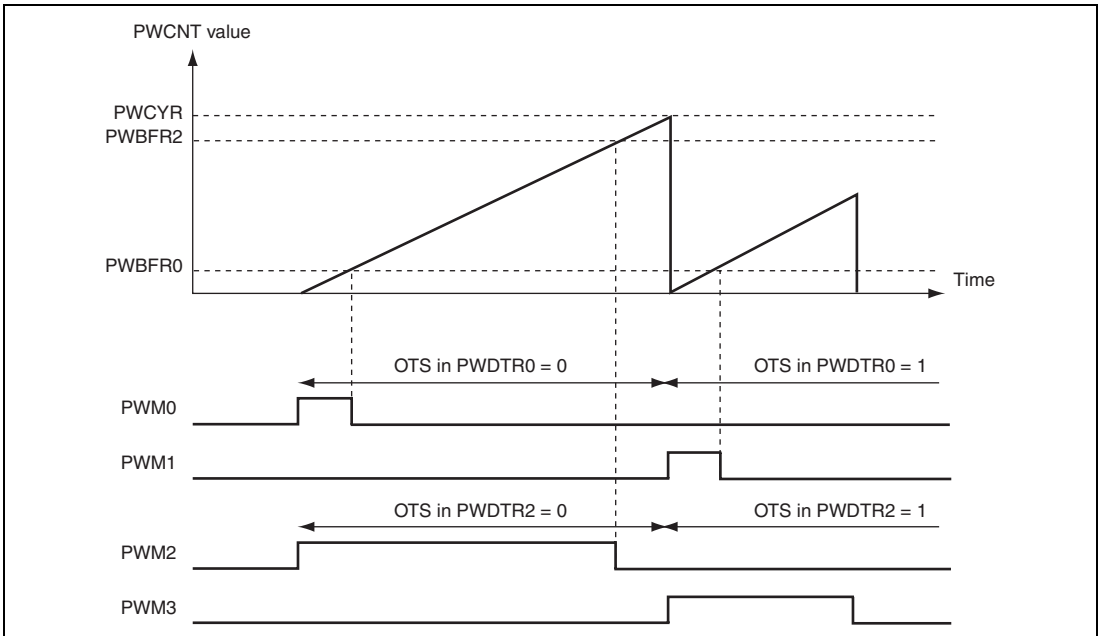 PWCNT value
PWCYR
PWBFR2
PWBFR0
Time
OTS in PWDTR0 = 0
OTS in PWDTR0 = 1
PWM0
PWM1
OTS in PWDTR2 = 0
OTS in PWDTR2 = 1
PWM2
PWM3